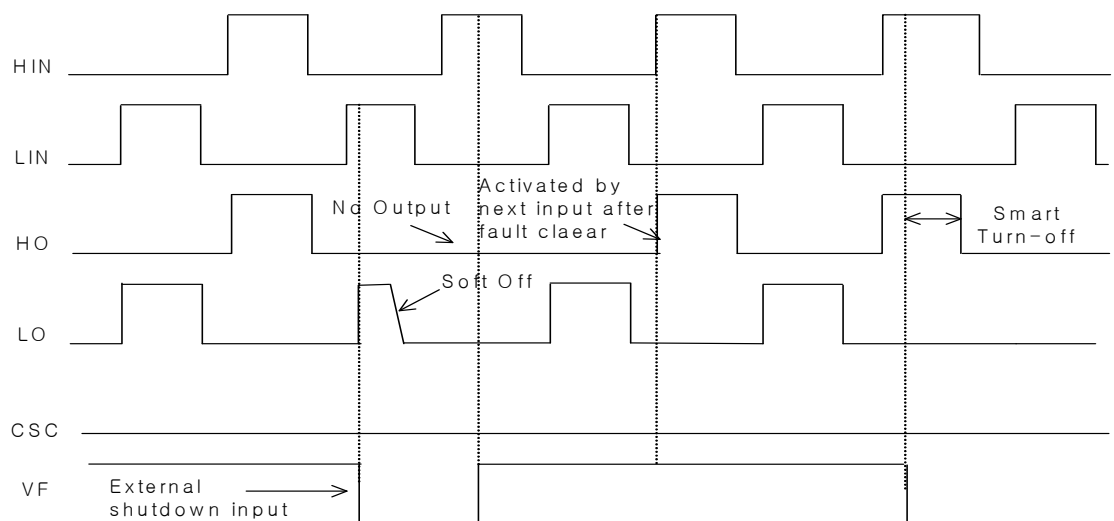 HIN
LIN
HO
No Output
Activated by
next input after
fault claear
Smart
Turn-off
Soft Off
LO
CSC
VF
External
shutdown input